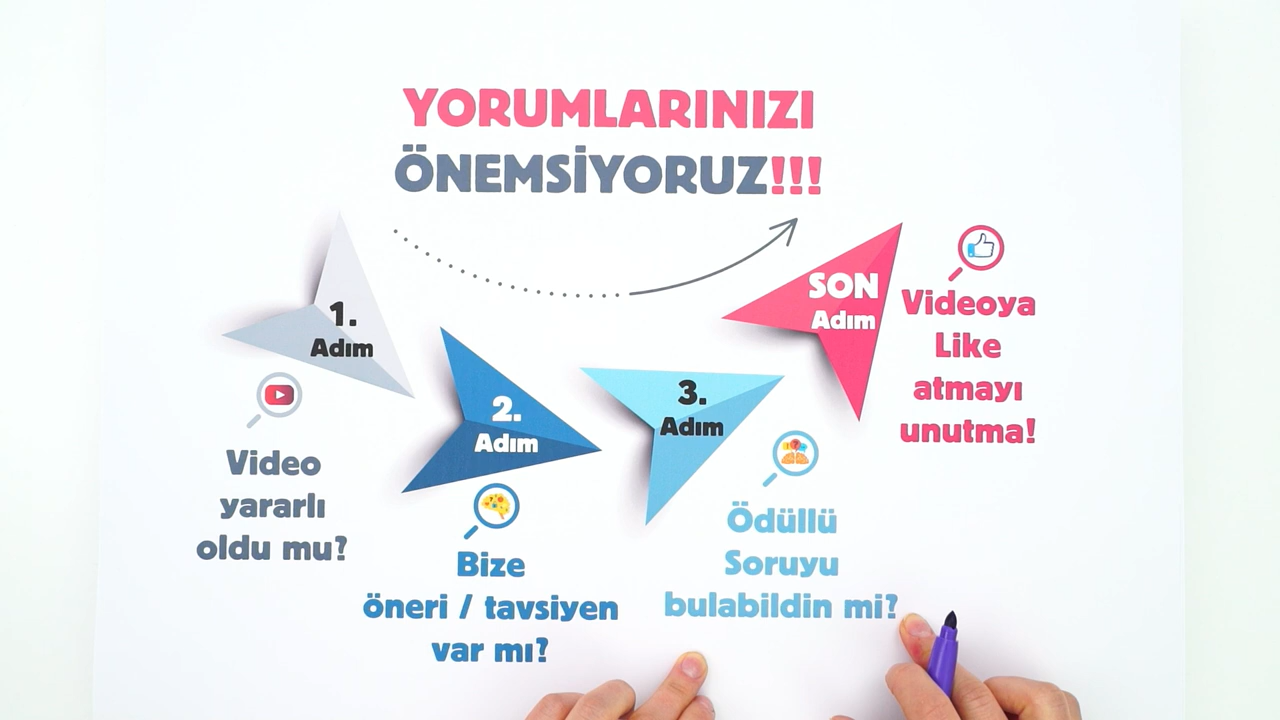 YORUMLARINIZI
ÖNEMSİYORUZ!!!
1.
Adım
Video
yararlı
oldu mu?
2.
Adım
Bize
öneri / tavsiyen
var mı?
3.
Adım
Ödüllü
Soruyu
bulabildin mi?
SON
Adım
Videoya
Like
atmayı
unutma!